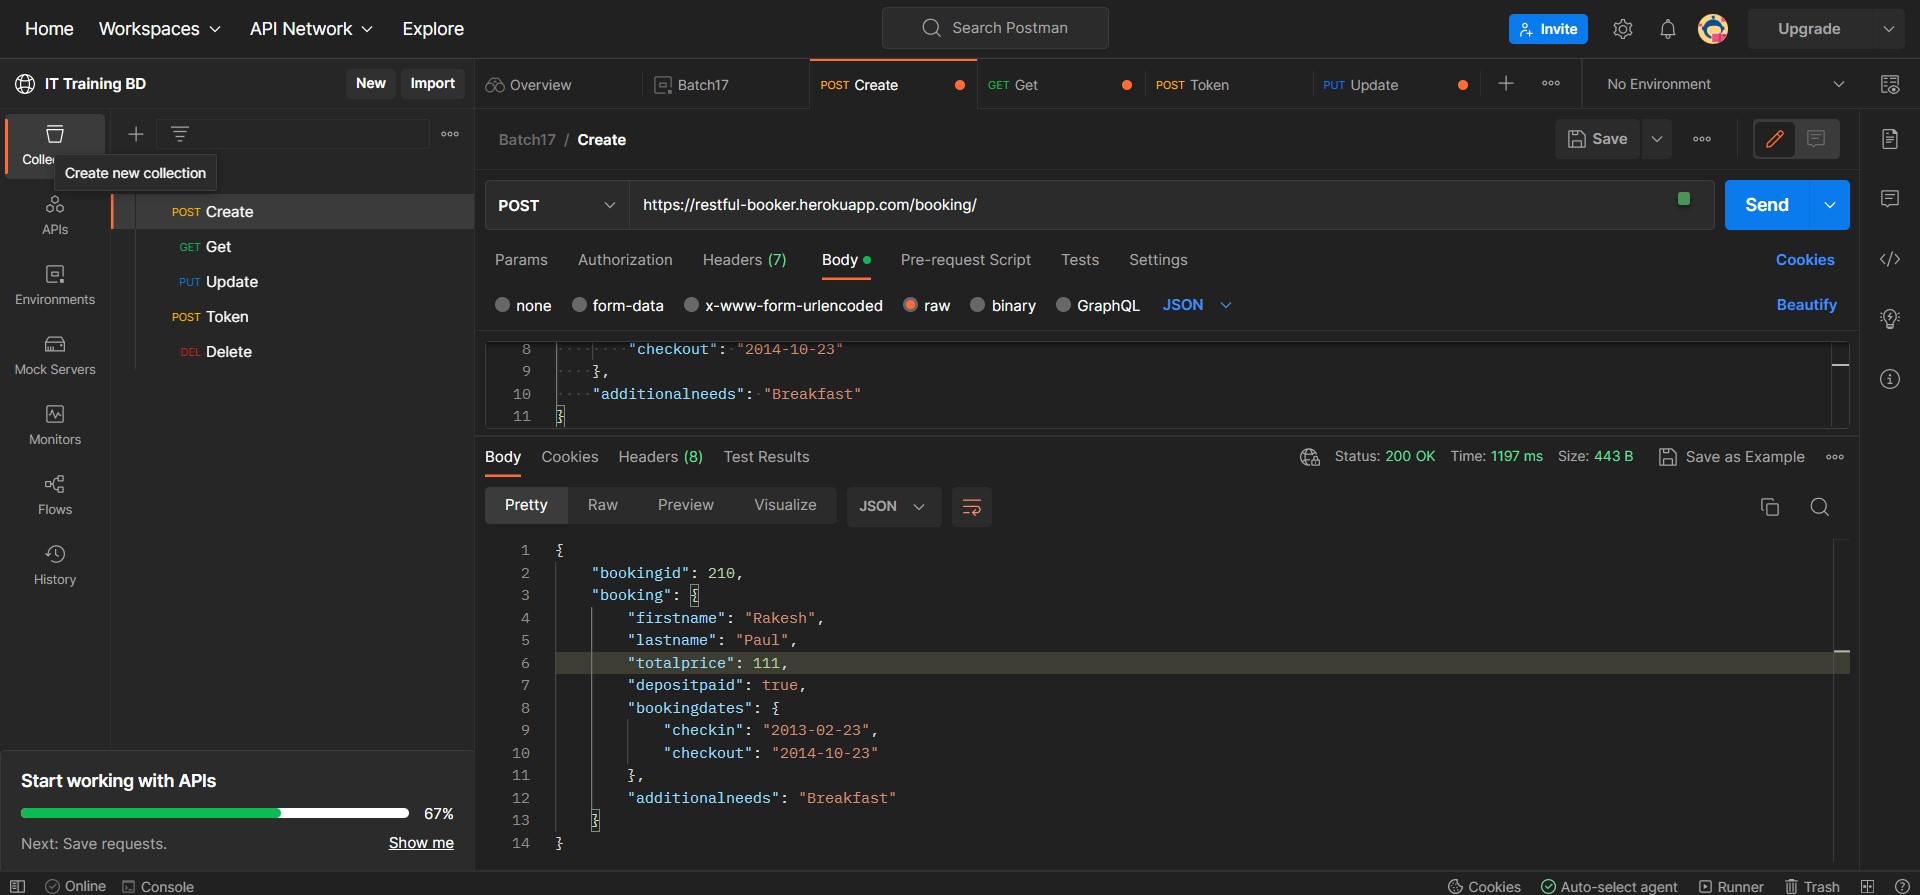 Home Workspaces API Network Explore Search Postman Invite Upgrade
IT Training BD New Import Overview Batch17 POST Create GET Get POST Token PUT Update No Environment
Batch17 / Create Save
Create new collection
APIs
Environments
Mock Servers
Monitors
Flows
History
POST Create
GET Get
PUT Update
POST Token
DEL Delete
POST https://restful-booker.herokuapp.com/booking/ Send
Params Authorization Headers (7) Body Pre-request Script Tests Settings Cookies
none form-data x-www-form-urlencoded raw binary GraphQL JSON Beautify
8 "checkout": "2014-10-23"
9 },
10 "additionalneeds": "Breakfast"
11 }
Body Cookies Headers (8) Test Results Status: 200 OK Time: 1197 ms Size: 443 B Save as Example
Pretty Raw Preview Visualize JSON
1 {
2 "bookingid": 210,
3 "booking": {
4 "firstname": "Rakesh",
5 "lastname": "Paul",
6 "totalprice": 111,
7 "depositpaid": true,
8 "bookingdates": {
9 "checkin": "2013-02-23",
10 "checkout": "2014-10-23"
11 },
12 "additionalneeds": "Breakfast"
13 }
14 }
Start working with APIs
67%
Next: Save requests. Show me
Online Console Cookies Auto-select agent Runner Trash